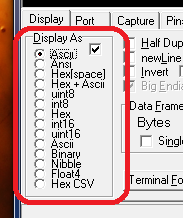 Display Port Capture Pins
Display As
Ascii
Ansi
Hex[space]
Hex + Ascii
uint8
int8
Hex
int16
uint16
Ascii
Binary
Nibble
Float4
Hex CSV
Half Dup
newLine
Invert
Big Endia
Data Frame
Bytes
Single
Terminal Fo